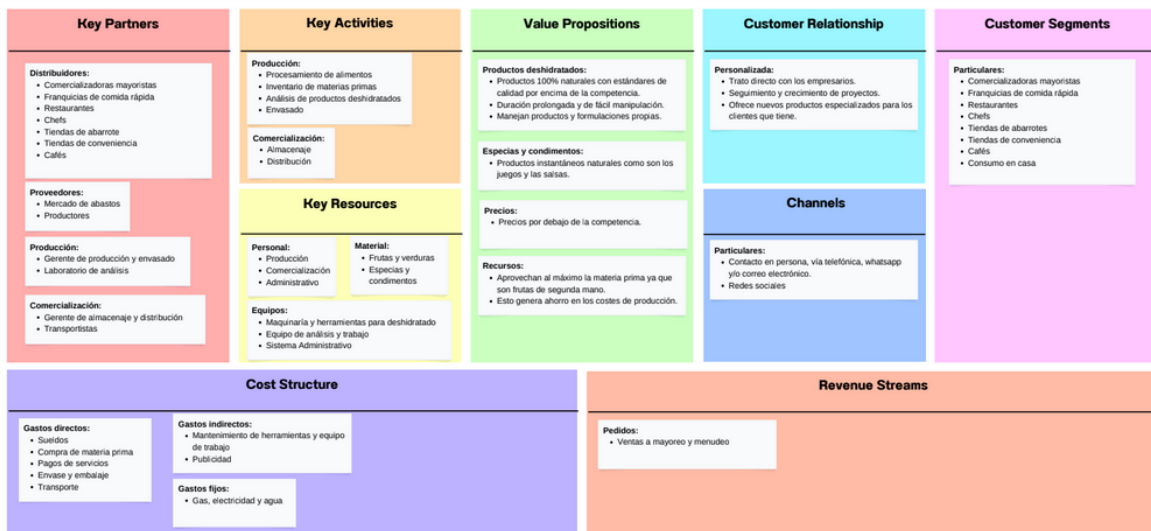 Key Partners
Distribuidores:
Comercializadoras mayoristas
Franquicias de comida rápida
Restaurantes
Chefs
Tiendas de abarrote
Tiendas de conveniencia
Cafés
Proveedores:
Mercado de abastos
Productores
Producción:
Gerente de producción y envasado
Laboratorio de análisis
Comercialización:
Gerente de almacenaje y distribución
Transportistas
Key Activities
Producción:
Procesamiento de alimentos
Inventario de materias primas
Análisis de productos deshidratados
Envasado
Comercialización:
Almacenaje
Distribución
Key Resources
Personal:
Producción
Comercialización
Administrativo
Material:
Frutas y verduras
Especias y
condimentos
Equipos:
Maquinaría y herramientas para deshidratado
Equipo de análisis y trabajo
Sistema Administrativo
Value Propositions
Productos deshidratados:
Productos 100% naturales con estándares de
calidad por encima de la competencia.
Duración prolongada y de fácil manipulación.
Manejan productos y formulaciones propias.
Especias y condimentos:
Productos instantáneos naturales como son los
juegos y las salsas.
Precios:
Precios por debajo de la competencia.
Recursos:
Aprovechan al máximo la materia prima ya que
son frutas de segunda mano.
Esto genera ahorro en los costes de producción.
Customer Relationship
Personalizada:
Trato directo con los empresarios.
Seguimiento y crecimiento de proyectos.
Ofrece nuevos productos especializados para los
clientes que tiene.
Channels
Particulares:
Contacto en persona, vía telefónica, whatsapp
y/o correo electrónico.
Redes sociales
Customer Segments
Particulares:
Comercializadoras mayoristas
Franquicias de comida rápida
Restaurantes
Chefs
Tiendas de abarrotes
Tiendas de conveniencia
Cafés
Consumo en casa
Cost Structure
Gastos directos:
Sueldos
Compra de materia prima
Pagos de servicios
Envase y embalaje
Transporte
Gastos indirectos:
Mantenimiento de herramientas y equipo
de trabajo
Publicidad
Gastos fijos:
Gas, electricidad y agua
Revenue Streams
Pedidos:
Ventas a mayoreo y menudeo